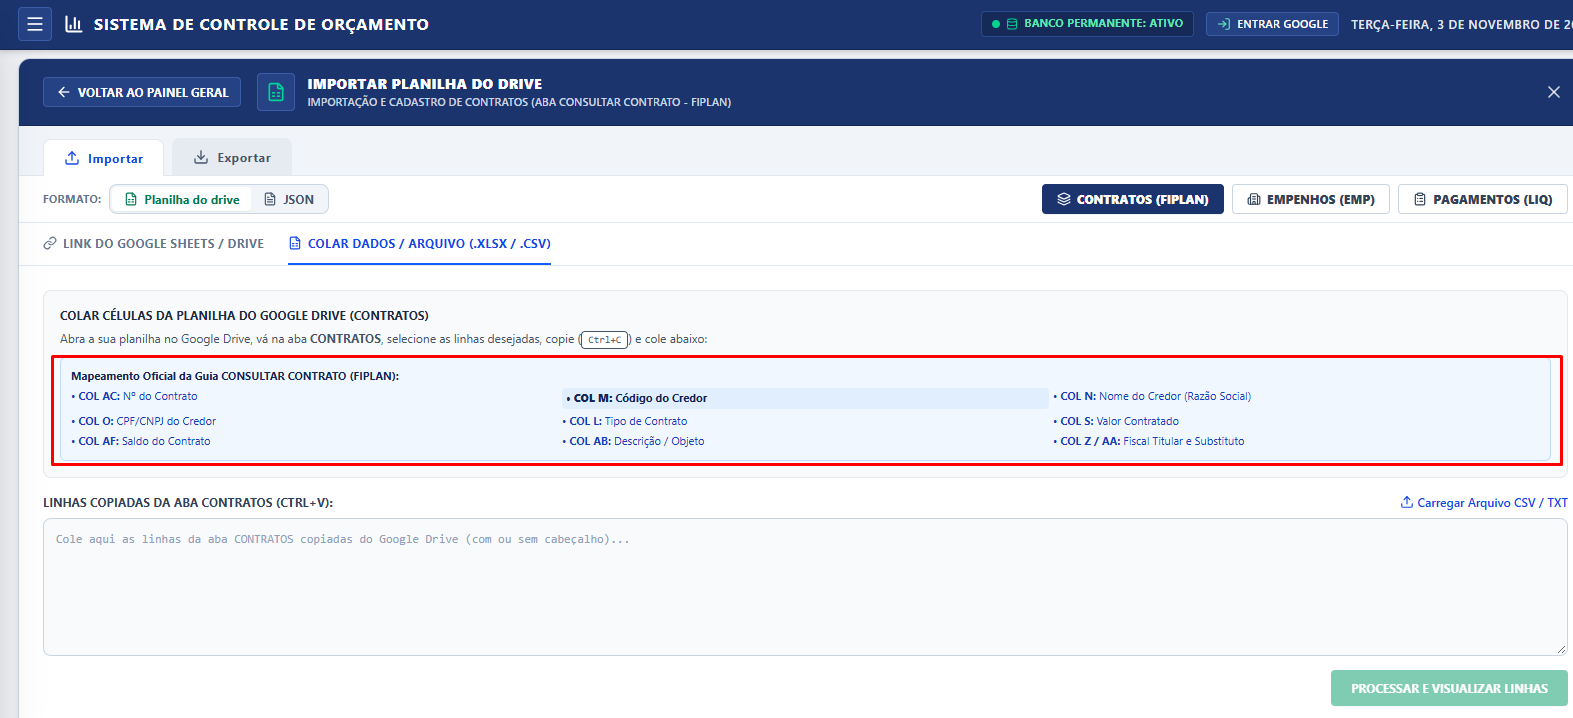 SISTEMA DE CONTROLE DE ORÇAMENTO
BANCO PERMANENTE: ATIVO
ENTRAR GOOGLE
TERÇA-FEIRA, 3 DE NOVEMBRO DE
VOLTAR AO PAINEL GERAL
IMPORTAR PLANILHA DO DRIVE
IMPORTAÇÃO E CADASTRO DE CONTRATOS (ABA CONSULTAR CONTRATO - FIPLAN)
Importar
Exportar
FORMATO:
Planilha do drive
JSON
CONTRATOS (FIPLAN)
EMPENHOS (EMP)
PAGAMENTOS (LIQ)
LINK DO GOOGLE SHEETS / DRIVE
COLAR DADOS / ARQUIVO (.XLSX / .CSV)
COLAR CÉLULAS DA PLANILHA DO GOOGLE DRIVE (CONTRATOS)
Abra a sua planilha no Google Drive, vá na aba CONTRATOS, selecione as linhas desejadas, copie (Ctrl+C) e cole abaixo:
Mapeamento Oficial da Guia CONSULTAR CONTRATO (FIPLAN):
• COL AC: Nº do Contrato
• COL M: Código do Credor
• COL N: Nome do Credor (Razão Social)
• COL O: CPF/CNPJ do Credor
• COL L: Tipo de Contrato
• COL S: Valor Contratado
• COL AF: Saldo do Contrato
• COL AB: Descrição / Objeto
• COL Z / AA: Fiscal Titular e Substituto
LINHAS COPIADAS DA ABA CONTRATOS (CTRL+V):
Carregar Arquivo CSV / TXT
Cole aqui as linhas da aba CONTRATOS copiadas do Google Drive (com ou sem cabeçalho)...
PROCESSAR E VISUALIZAR LINHAS